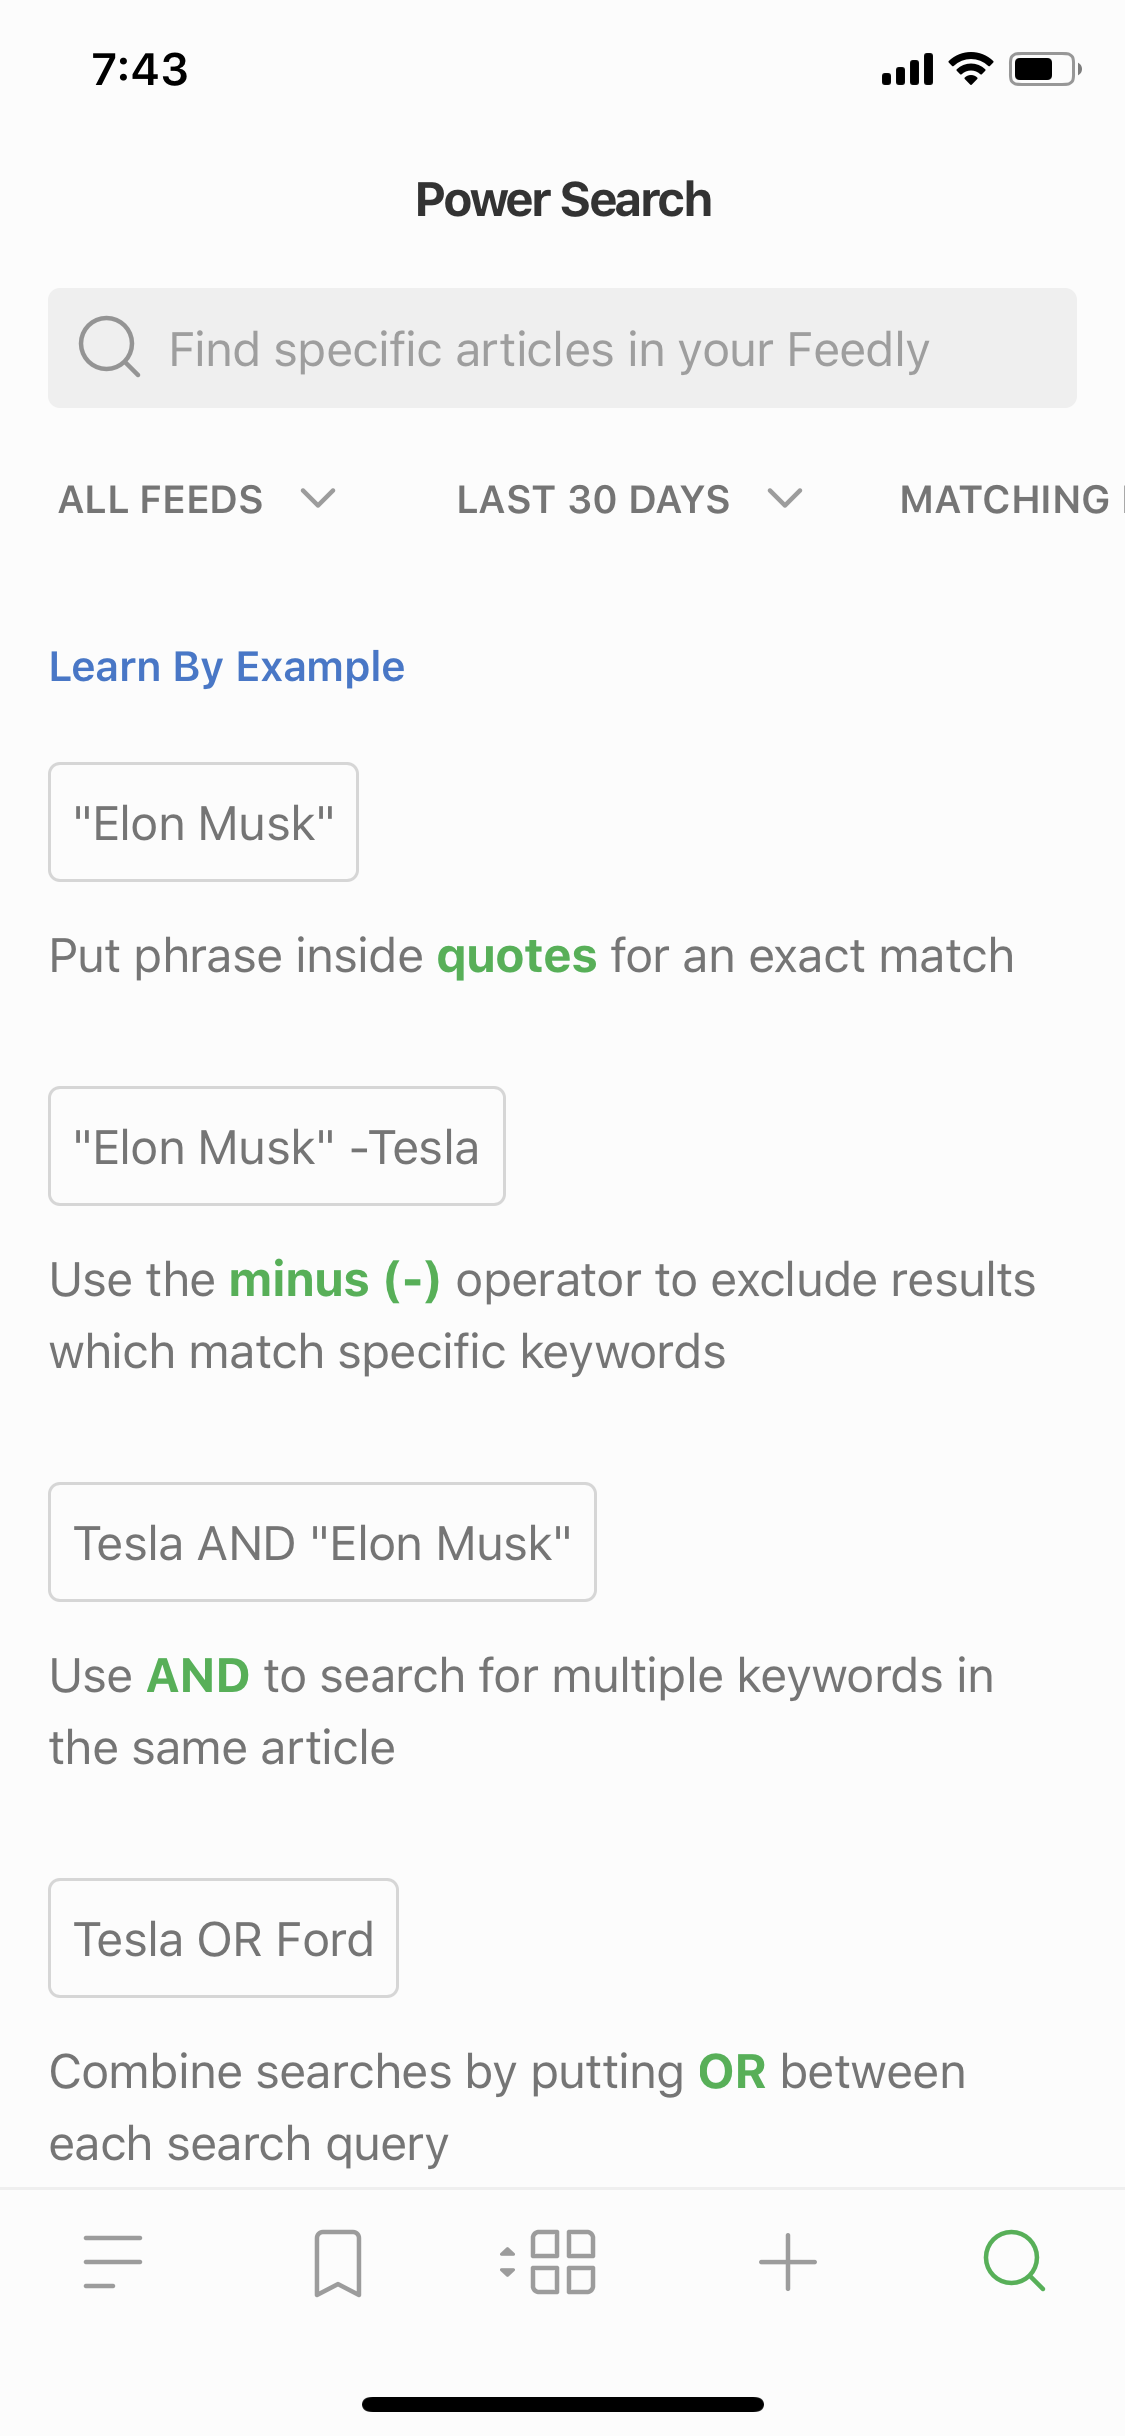 7:43
Power Search
Find specific articles in your Feedly
ALL FEEDS LAST 30 DAYS MATCHING
Learn By Example
"Elon Musk"
Put phrase inside quotes for an exact match
"Elon Musk" -Tesla
Use the minus (-) operator to exclude results
which match specific keywords
Tesla AND "Elon Musk"
Use AND to search for multiple keywords in
the same article
Tesla OR Ford
Combine searches by putting OR between
each search query